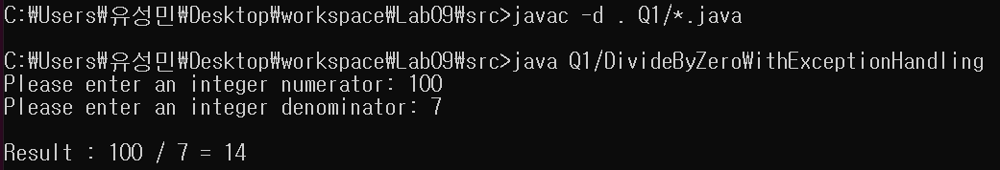 C:₩Users₩유성민₩Desktop₩workspace₩Lab09₩src>javac -d . Q1/*.java
C:₩Users₩유성민₩Desktop₩workspace₩Lab09₩src>java Q1/DivideByZeroWithExceptionHandling
Please enter an integer numerator: 100
Please enter an integer denominator: 7
Result : 100 / 7 = 14